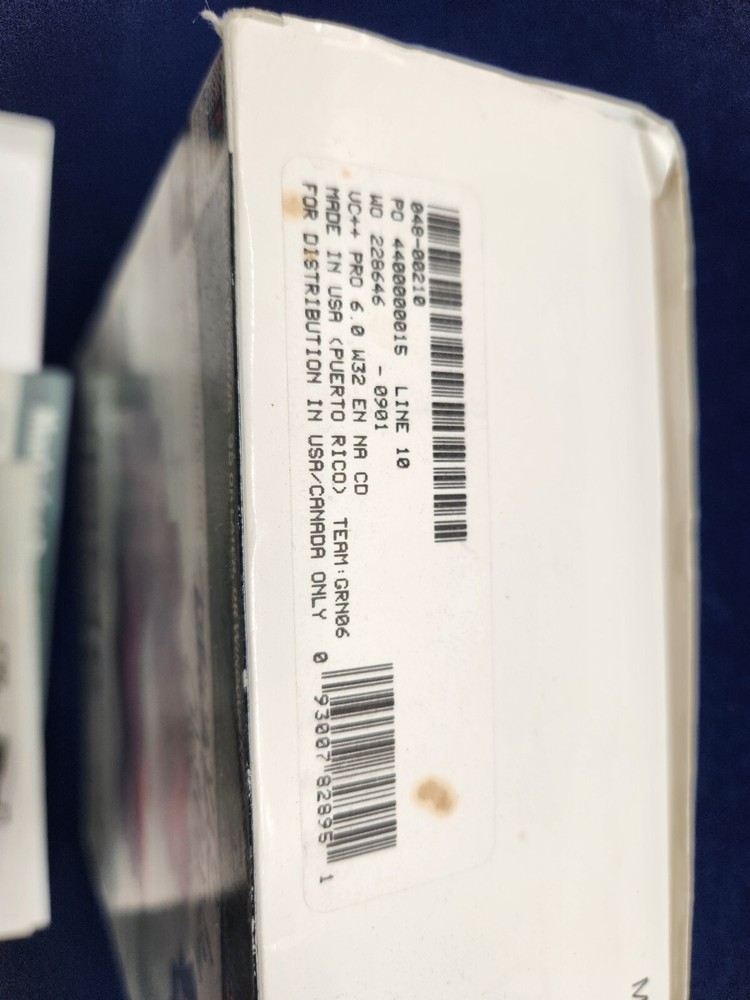 048-00210
PO 4400000015 LINE 10
WO 228646 - 0901
VC++ PRO 6.0 W32 EN NA CD
MADE IN USA (PUERTO RICO) TEAM:GRN06
FOR DISTRIBUTION IN USA/CANADA ONLY
0 93007 82895 1